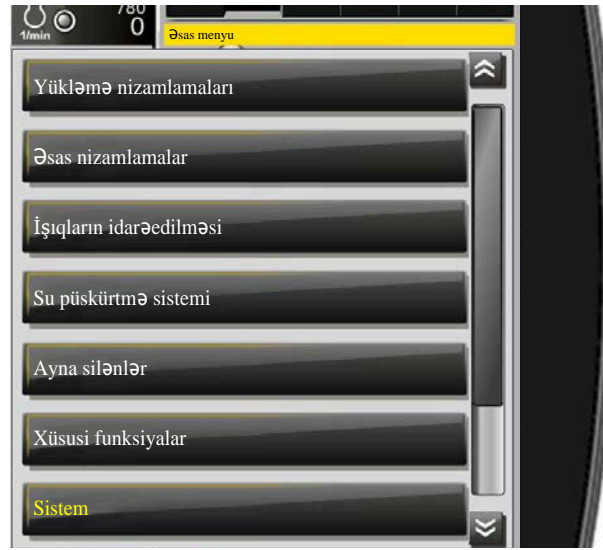 780
1/min 0
Əsas menyu
Yükləmə nizamlamaları
Əsas nizamlamalar
İşıqların idarəedilməsi
Su püskürtmə sistemi
Ayna silənlər
Xüsusi funksiyalar
Sistem